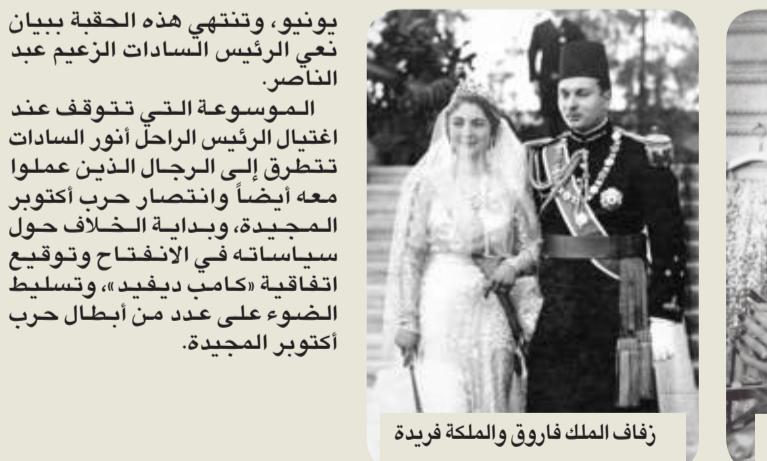 يونيو، وتنتهي هذه الحقبة ببيان
نعي الرئيس السادات الزعيم عبد
الناصر.
الموسوعة التي تتوقف عند
اغتيال الرئيس الراحل أنور السادات
تتطرق إلى الرجال الذين عملوا
معه أيضاً وانتصار حرب أكتوبر
المجيدة، وبداية الخلاف حول
سياساته في الانفتاح وتوقيع
اتفاقية «كامب ديفيد»، وتسليط
الضوء على عدد من أبطال حرب
أكتوبر المجيدة.
زفاف الملك فاروق والملكة فريدة